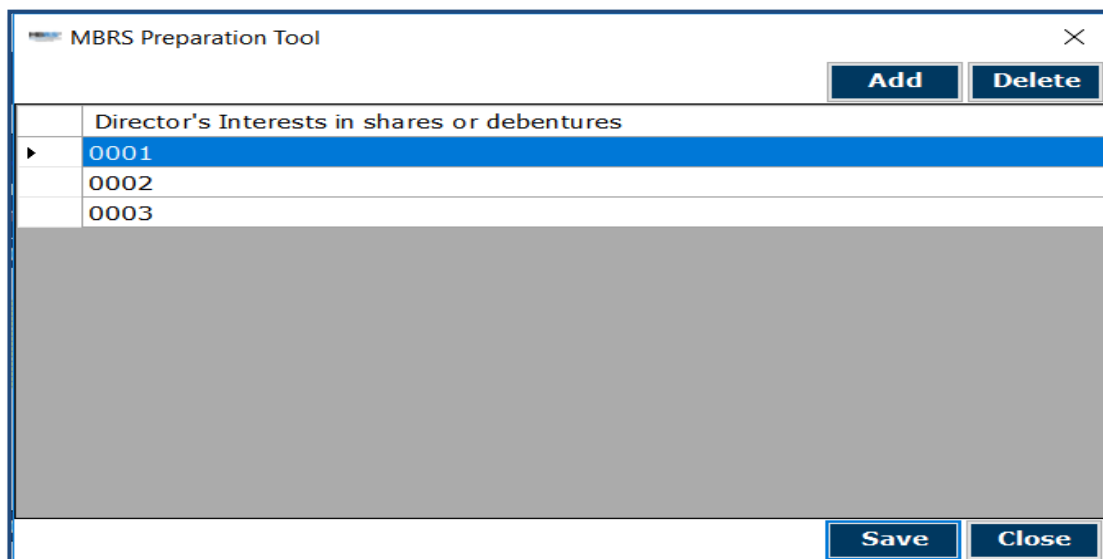 MBRS Preparation Tool
Add Delete
Director's Interests in shares or debentures
0001
0002
0003
Save Close